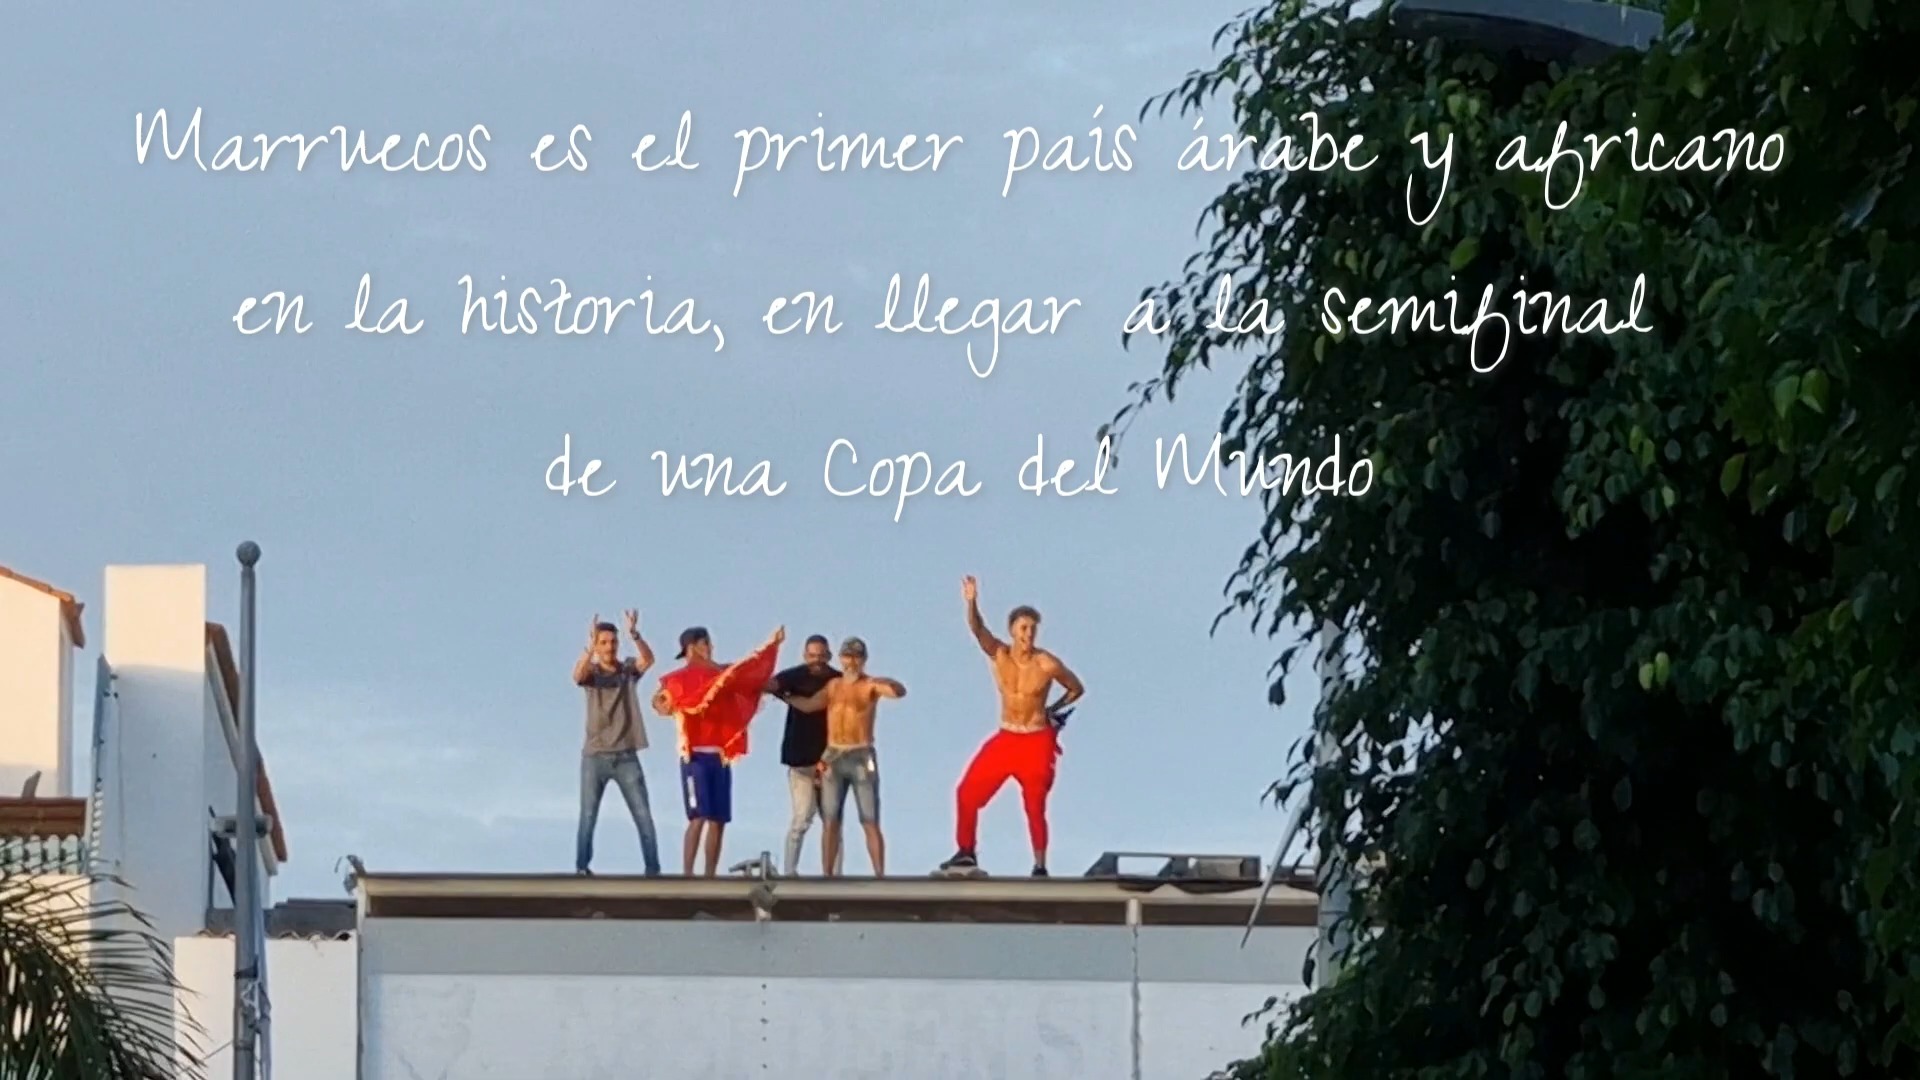 Marruecos es el primer país árabe y africano
en la historia, en llegar a la semifinal
de una Copa del Mundo